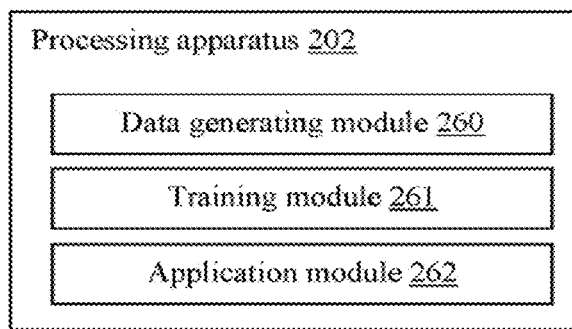 Processing apparatus 202
Data generating module 260
Training module 261
Application module 262